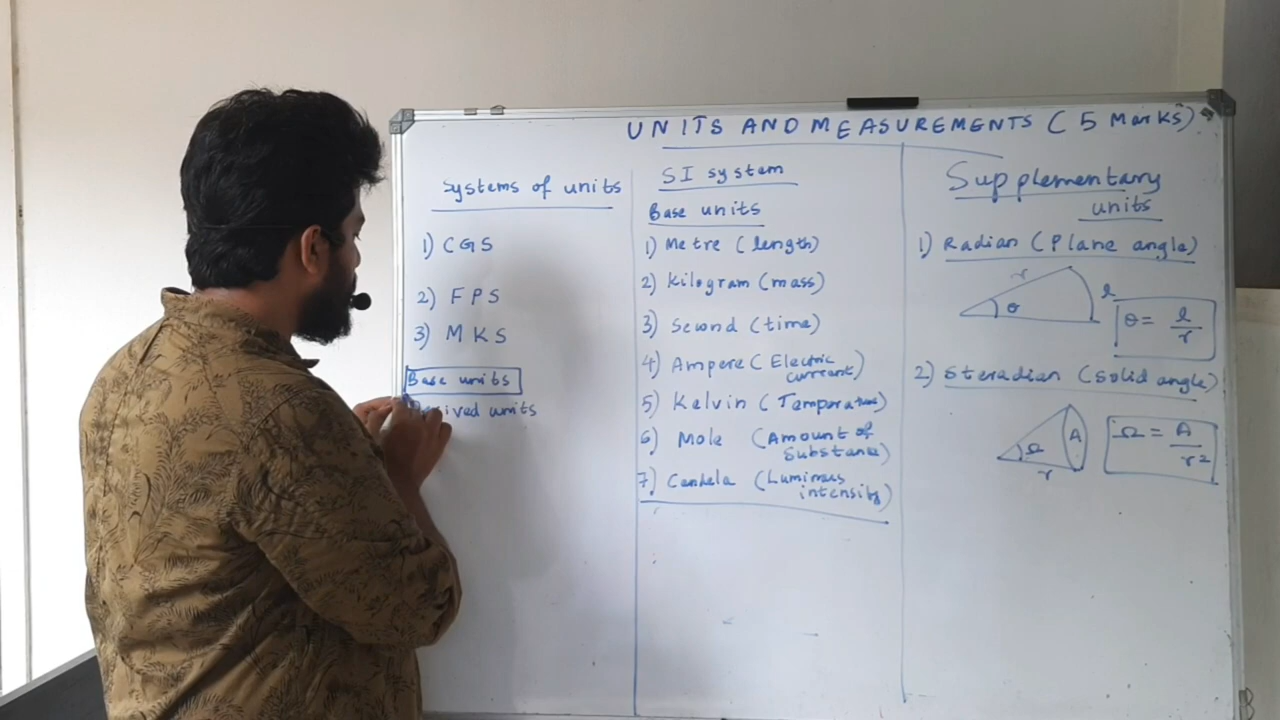 UNITS AND MEASUREMENTS (5 Marks)
Systems of units
1) CGS
2) FPS
3) MKS
Base units
units
SI system
Base units
1) Metre (length)
2) Kilogram (mass)
3) Second (time)
4) Ampere (Electric
current)
5) Kelvin (Temperature)
6) Mole (Amount of
Substance)
7) Candela (Luminous
intensity)
Supplementary
units
1) Radian (Plane angle)
r
θ
l
θ = l/r
2) Steradian (Solid angle)
Ω
A
r
Ω = A/r²